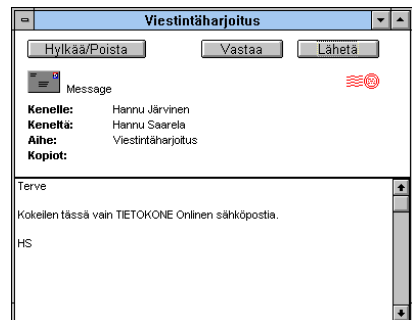 Viestintäharjoitus
Hylkää/Poista
Vastaa
Lähetä
Message
Kenelle: Hannu Järvinen
Keneltä: Hannu Saarela
Aihe: Viestintäharjoitus
Kopiot:
Terve
Kokeilen tässä vain TIETOKONE Onlinen sähköpostia.
HS